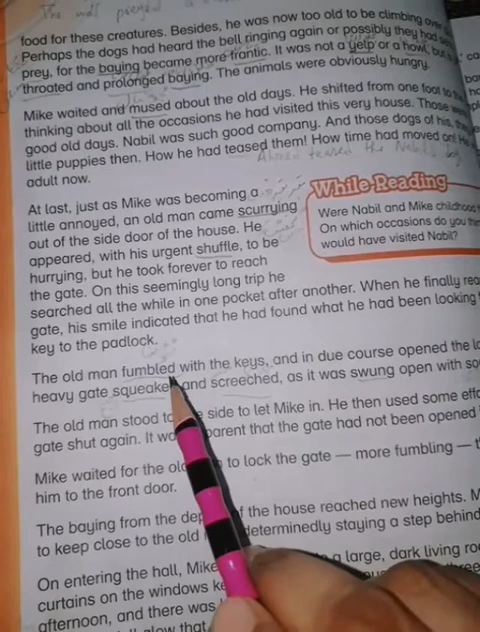 The
food for these creatures. Besides, he was now too old to be climbing over
Perhaps the dogs had heard the bell ringing again or possibly they had
prey, for the baying became more frantic. It was not a yelp or a howl, but
throated and prolonged baying. The animals were obviously hungry.
Mike waited and mused about the old days. He shifted from one foot to the
thinking about all the occasions he had visited this very house. Those
good old days. Nabil was such good company. And those dogs of his,
little puppies then. How he had teased them! How time had moved on! He
adult now.
teased the Nabil's
At last, just as Mike was becoming a
little annoyed, an old man came scurrying
out of the side door of the house. He
appeared, with his urgent shuffle, to be
hurrying, but he took forever to reach
the gate. On this seemingly long trip he
searched all the while in one pocket after another. When he finally
gate, his smile indicated that he had found what he had been looking
key to the padlock.
While Reading
Were Nabil and Mike childhood
On which occasions do you
would have visited Nabil?
The old man fumbled with the keys, and in due course opened the
heavy gate squeaked and screeched, as it was swung open with
The old man stood to side to let Mike in. He then used some
gate shut again. It that the gate had not been opened
Mike waited for the to lock the gate — more fumbling —
him to the front door.
The baying from the of the house reached new heights.
to keep close to the old determinedly staying a step behind
On entering the hall, Mike a large, dark living
curtains on the windows
afternoon, and there was
that